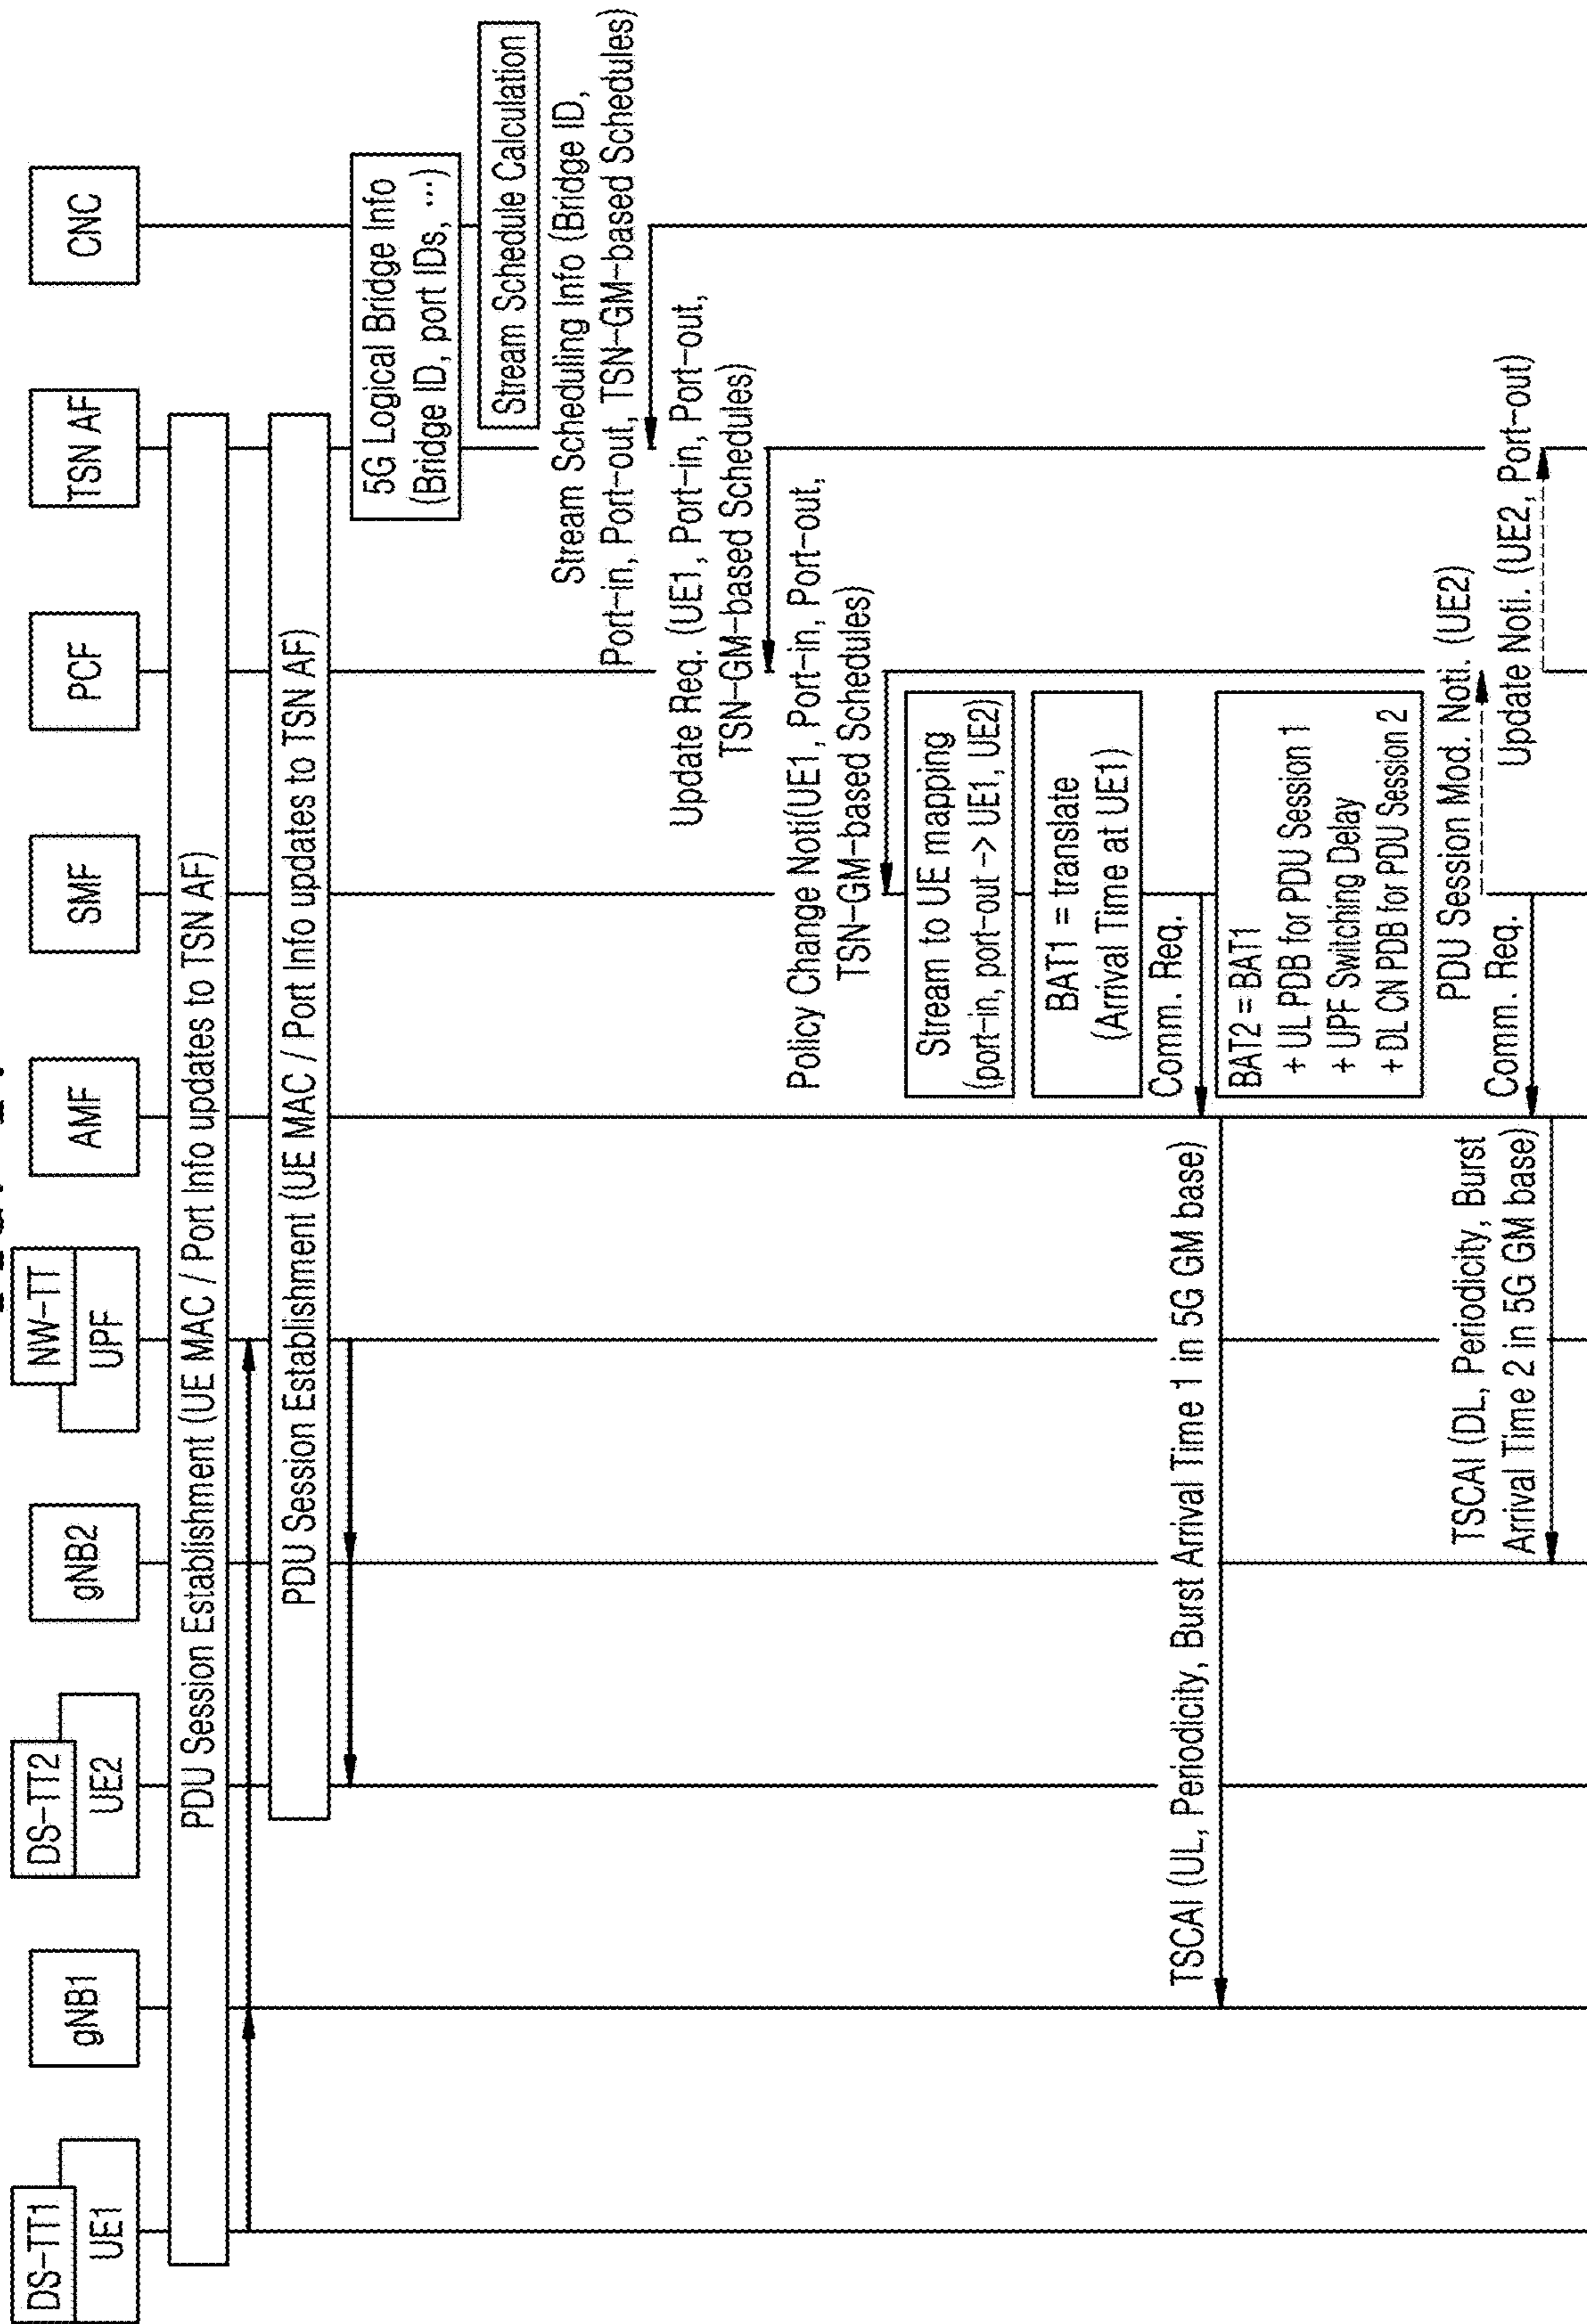 DS-TT1
UE1
gNB1
DS-TT2
UE2
gNB2
NW-TT
UPF
AMF
SMF
PCF
TSN AF
CNC
PDU Session Establishment (UE MAC / Port Info updates to TSN AF)
PDU Session Establishment (UE MAC / Port Info updates to TSN AF)
5G Logical Bridge Info
(Bridge ID, port IDs, ...)
Stream Schedule Calculation
Stream Scheduling Info (Bridge ID,
Port-in, Port-out, TSN-GM-based Schedules)
Update Req. (UE1, Port-in, Port-out,
TSN-GM-based Schedules)
Policy Change Noti(UE1, Port-in, Port-out,
TSN-GM-based Schedules)
Stream to UE mapping
(port-in, port-out -> UE1, UE2)
BAT1 = translate
(Arrival Time at UE1)
Comm. Req.
TSCAI (UL, Periodicity, Burst Arrival Time 1 in 5G GM base)
BAT2 = BAT1
+ UL PDB for PDU Session 1
+ UPF Switching Delay
+ DL CN PDB for PDU Session 2
PDU Session Mod. Noti. (UE2)
Update Noti. (UE2, Port-out)
Comm. Req.
TSCAI (DL, Periodicity, Burst
Arrival Time 2 in 5G GM base)